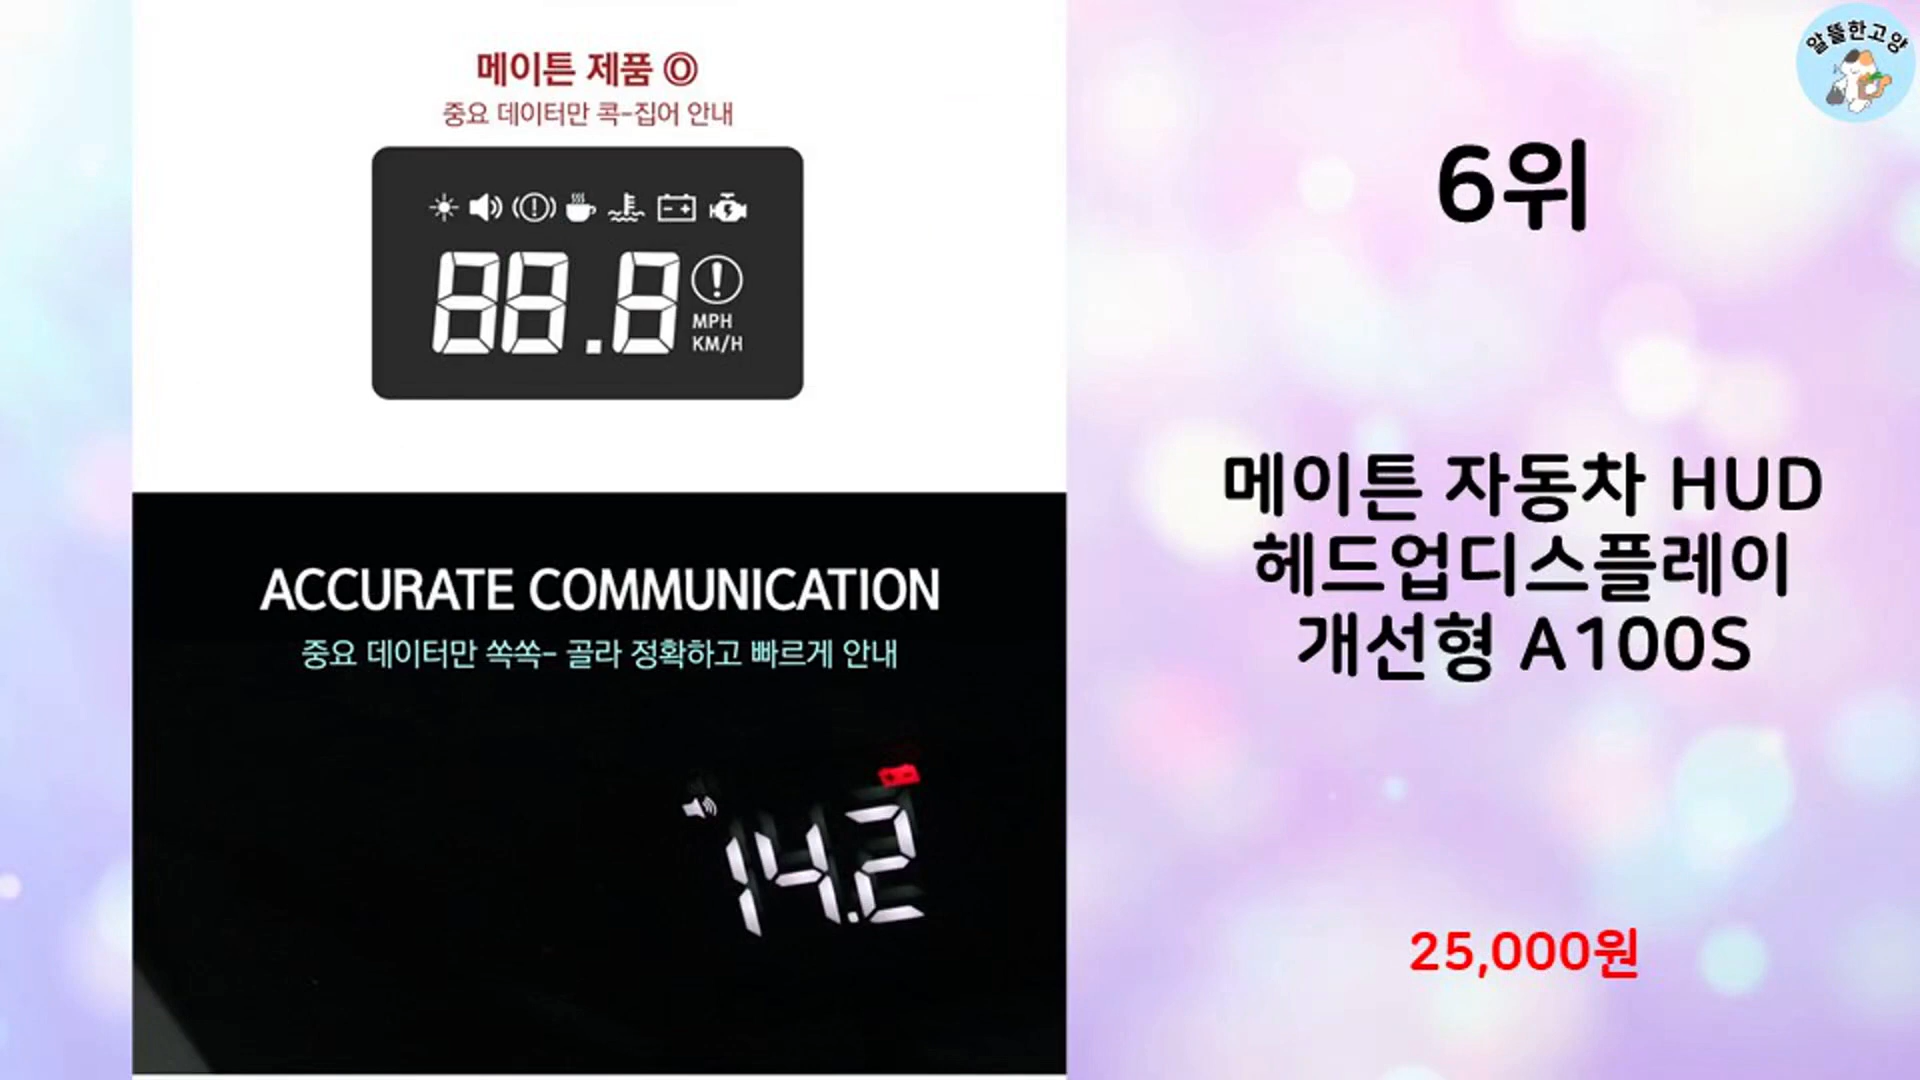 메이튼 제품 ⓞ
중요 데이터만 콕-집어 안내
88.8
MPH
KM/H
ACCURATE COMMUNICATION
중요 데이터만 쏙쏙- 골라 정확하고 빠르게 안내
14.2
알뜰한고양
6위
메이튼 자동차 HUD
헤드업디스플레이
개선형 A100S
25,000원